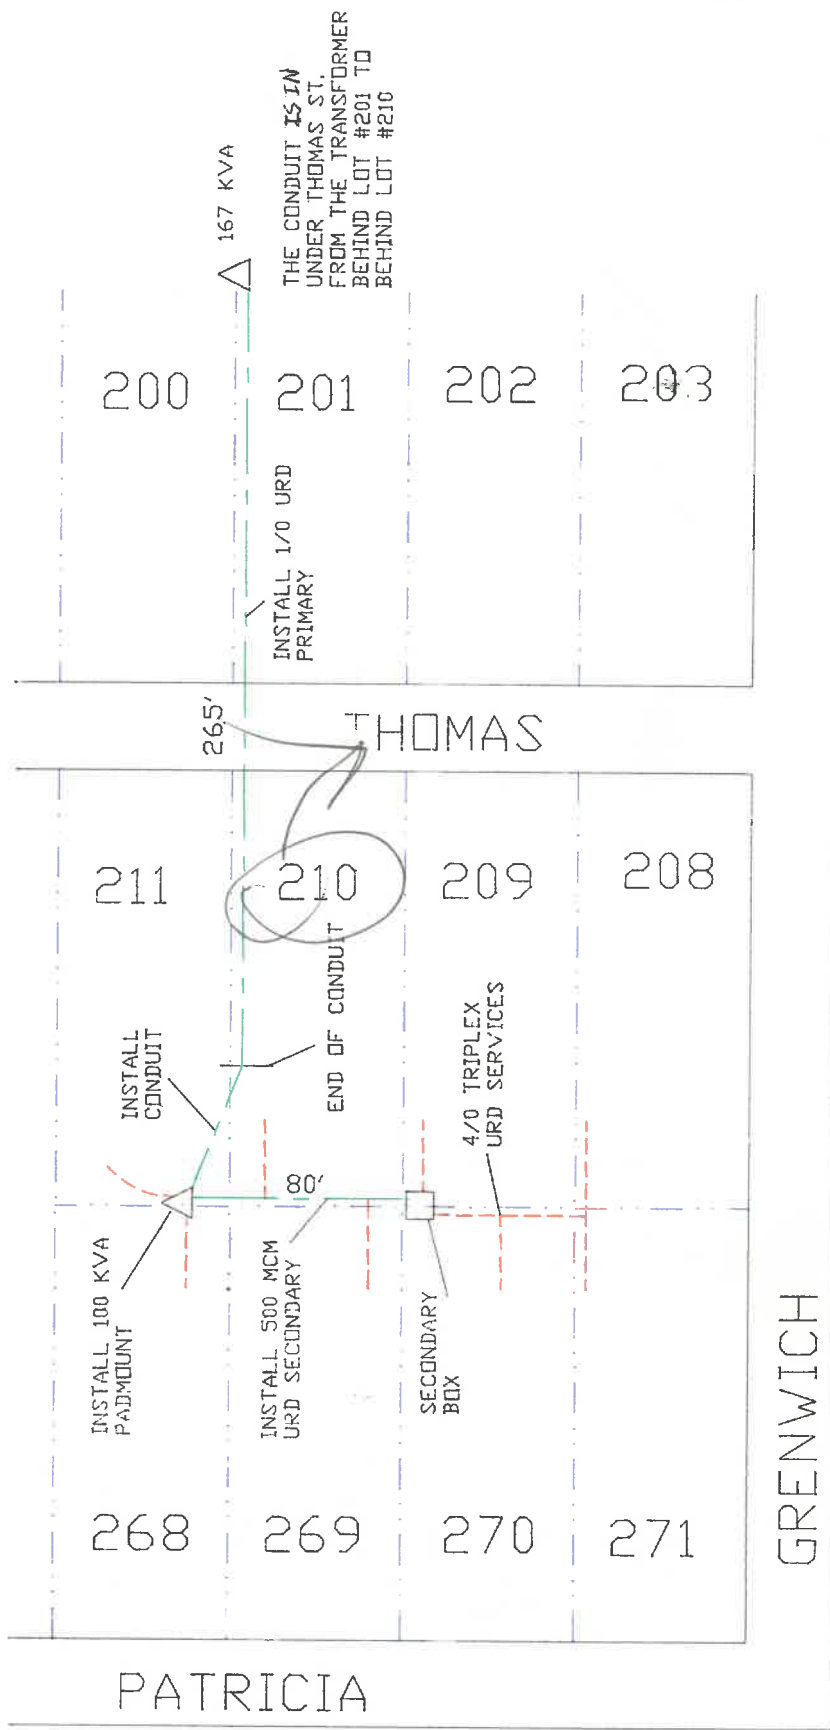 167 KVA
THE CONDUIT IS IN
UNDER THOMAS ST.
FROM THE TRANSFORMER
BEHIND LOT #201 TO
BEHIND LOT #210
200
201
202
203
INSTALL 1/0 URD
PRIMARY
265'
THOMAS
211
210
209
208
INSTALL
CONDUIT
END OF CONDUIT
4/0 TRIPLEX
URD SERVICES
80'
INSTALL 100 KVA
PADMOUNT
INSTALL 500 MCM
URD SECONDARY
SECONDARY
BOX
268
269
270
271
GRENWICH
PATRICIA